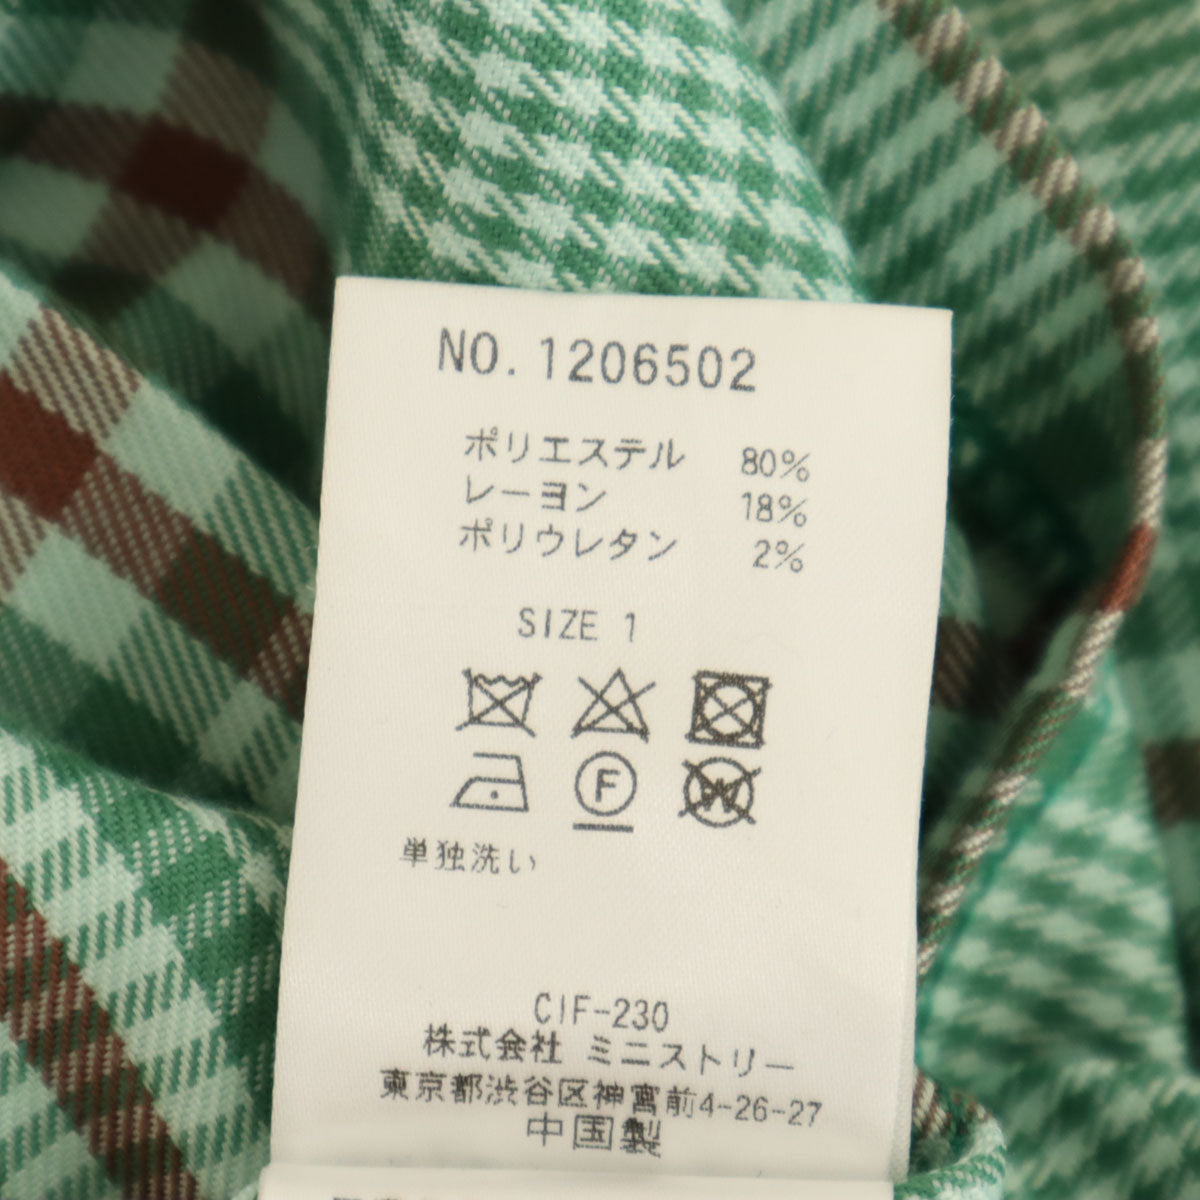 NO. 1206502
ポリエステル 80%
レーヨン 18%
ポリウレタン 2%
SIZE 1
F
W
単独洗い
CIF-230
株式会社 ミニストリー
東京都渋谷区神宮前4-26-27
中国製